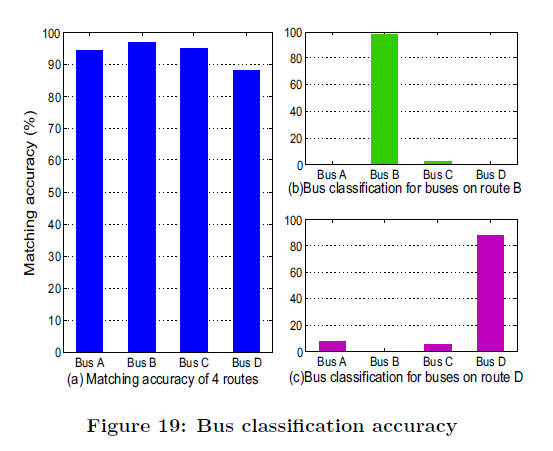 Matching accuracy (%)
100
90
80
70
60
50
40
30
20
10
0
Bus A Bus B Bus C Bus D
(a) Matching accuracy of 4 routes
100
80
60
40
20
0
Bus A Bus B Bus C Bus D
(b)Bus classification for buses on route B
100
80
60
40
20
0
Bus A Bus B Bus C Bus D
(c)Bus classification for buses on route D
Figure 19: Bus classification accuracy